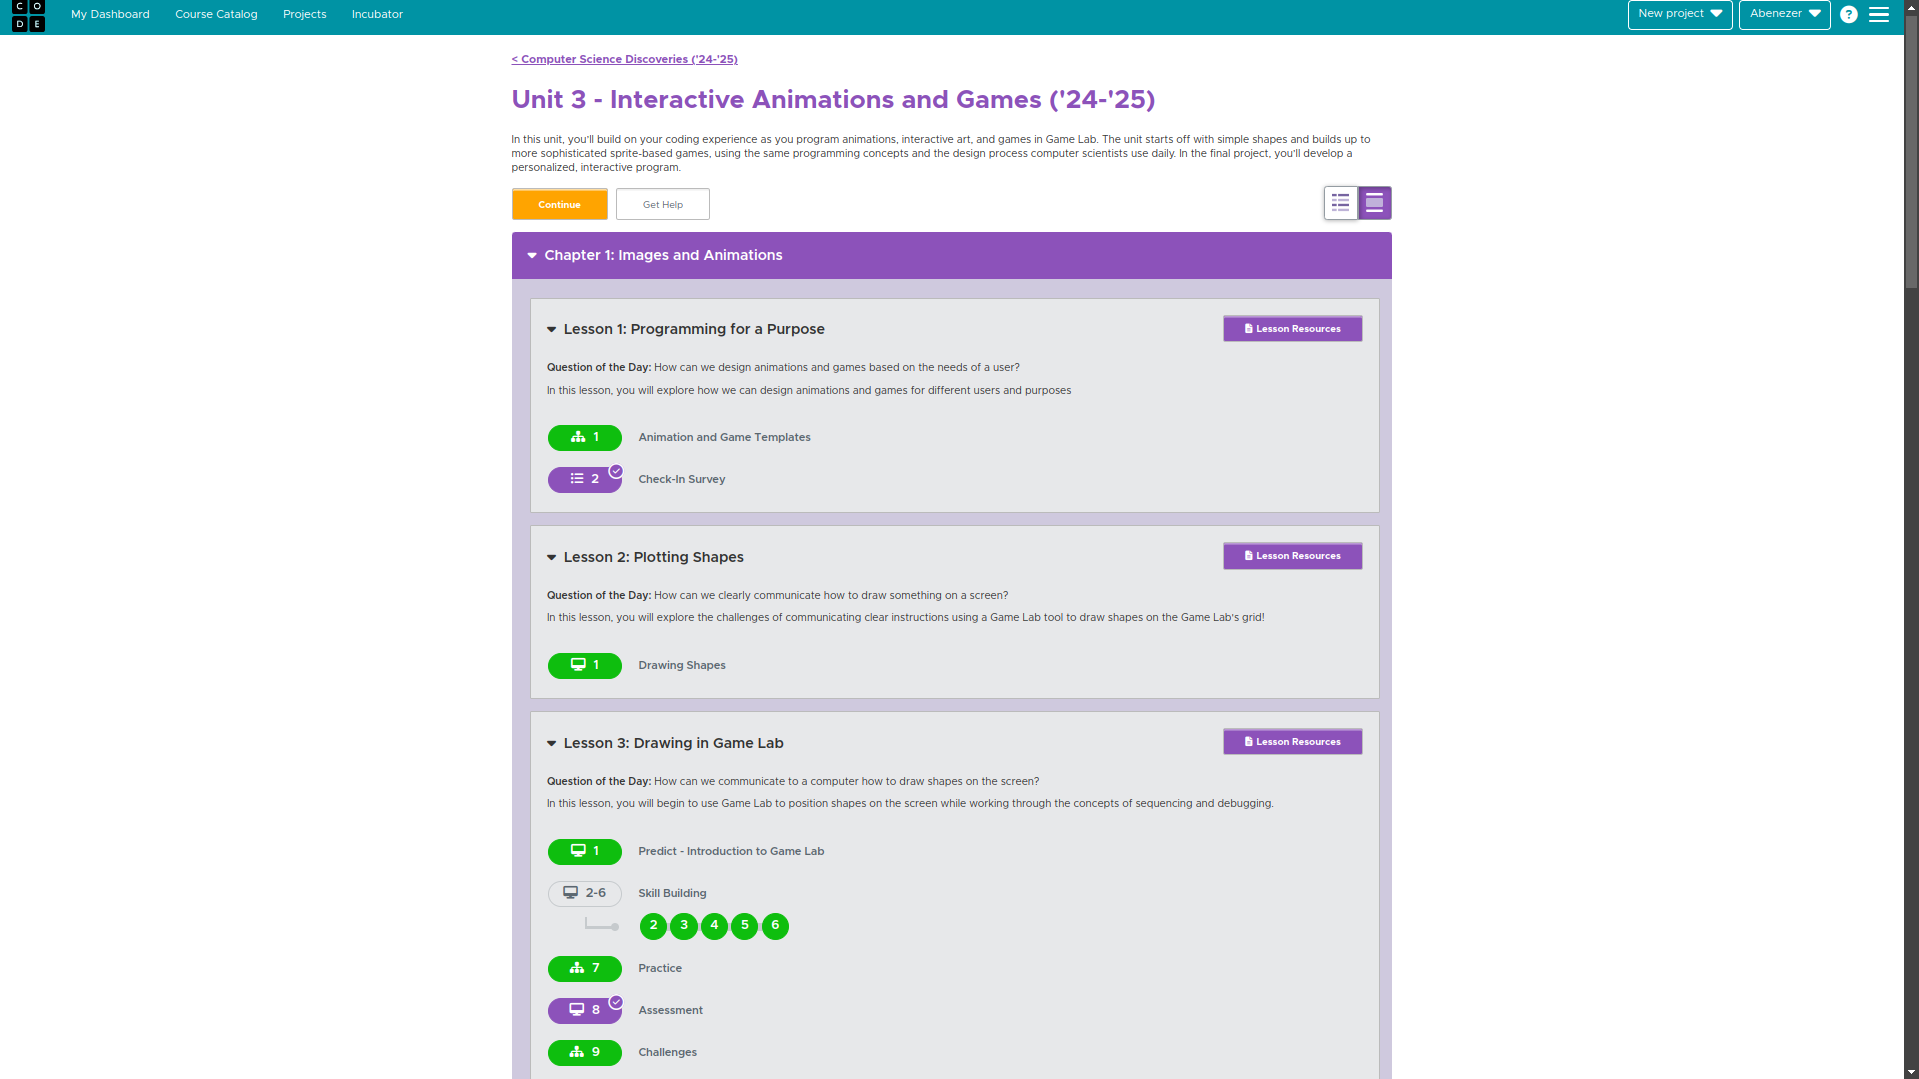 C O
D E
My Dashboard
Course Catalog
Projects
Incubator
New project
Abenezer
?
< Computer Science Discoveries ('24-'25)
Unit 3 - Interactive Animations and Games ('24-'25)
In this unit, you'll build on your coding experience as you program animations, interactive art, and games in Game Lab. The unit starts off with simple shapes and builds up to
more sophisticated sprite-based games, using the same programming concepts and the design process computer scientists use daily. In the final project, you'll develop a
personalized, interactive program.
Continue
Get Help
Chapter 1: Images and Animations
Lesson 1: Programming for a Purpose
Lesson Resources
Question of the Day: How can we design animations and games based on the needs of a user?
In this lesson, you will explore how we can design animations and games for different users and purposes
1 Animation and Game Templates
2 Check-In Survey
Lesson 2: Plotting Shapes
Lesson Resources
Question of the Day: How can we clearly communicate how to draw something on a screen?
In this lesson, you will explore the challenges of communicating clear instructions using a Game Lab tool to draw shapes on the Game Lab's grid!
1 Drawing Shapes
Lesson 3: Drawing in Game Lab
Lesson Resources
Question of the Day: How can we communicate to a computer how to draw shapes on the screen?
In this lesson, you will begin to use Game Lab to position shapes on the screen while working through the concepts of sequencing and debugging.
1 Predict - Introduction to Game Lab
2-6 Skill Building
2 3 4 5 6
7 Practice
8 Assessment
9 Challenges